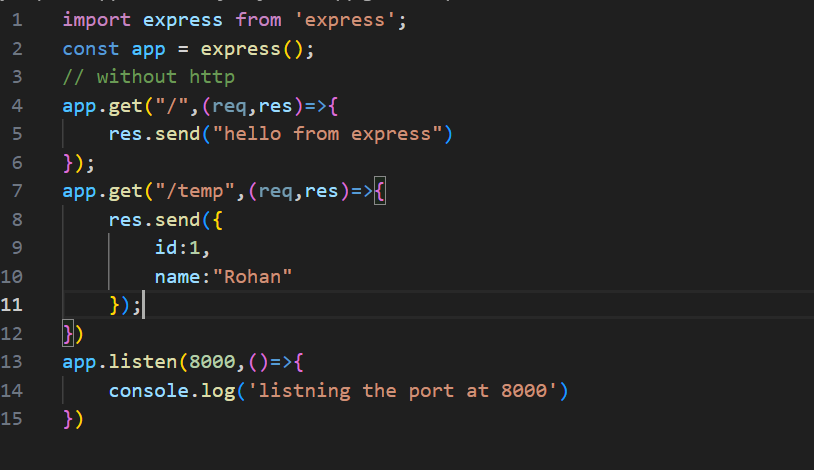 1 import express from 'express';
2 const app = express();
3 // without http
4 app.get("/",(req,res)=>{
5     res.send("hello from express")
6 });
7 app.get("/temp",(req,res)=>{
8     res.send({
9         id:1,
10         name:"Rohan"
11     });
12 })
13 app.listen(8000,()=>{
14     console.log('listning the port at 8000')
15 })